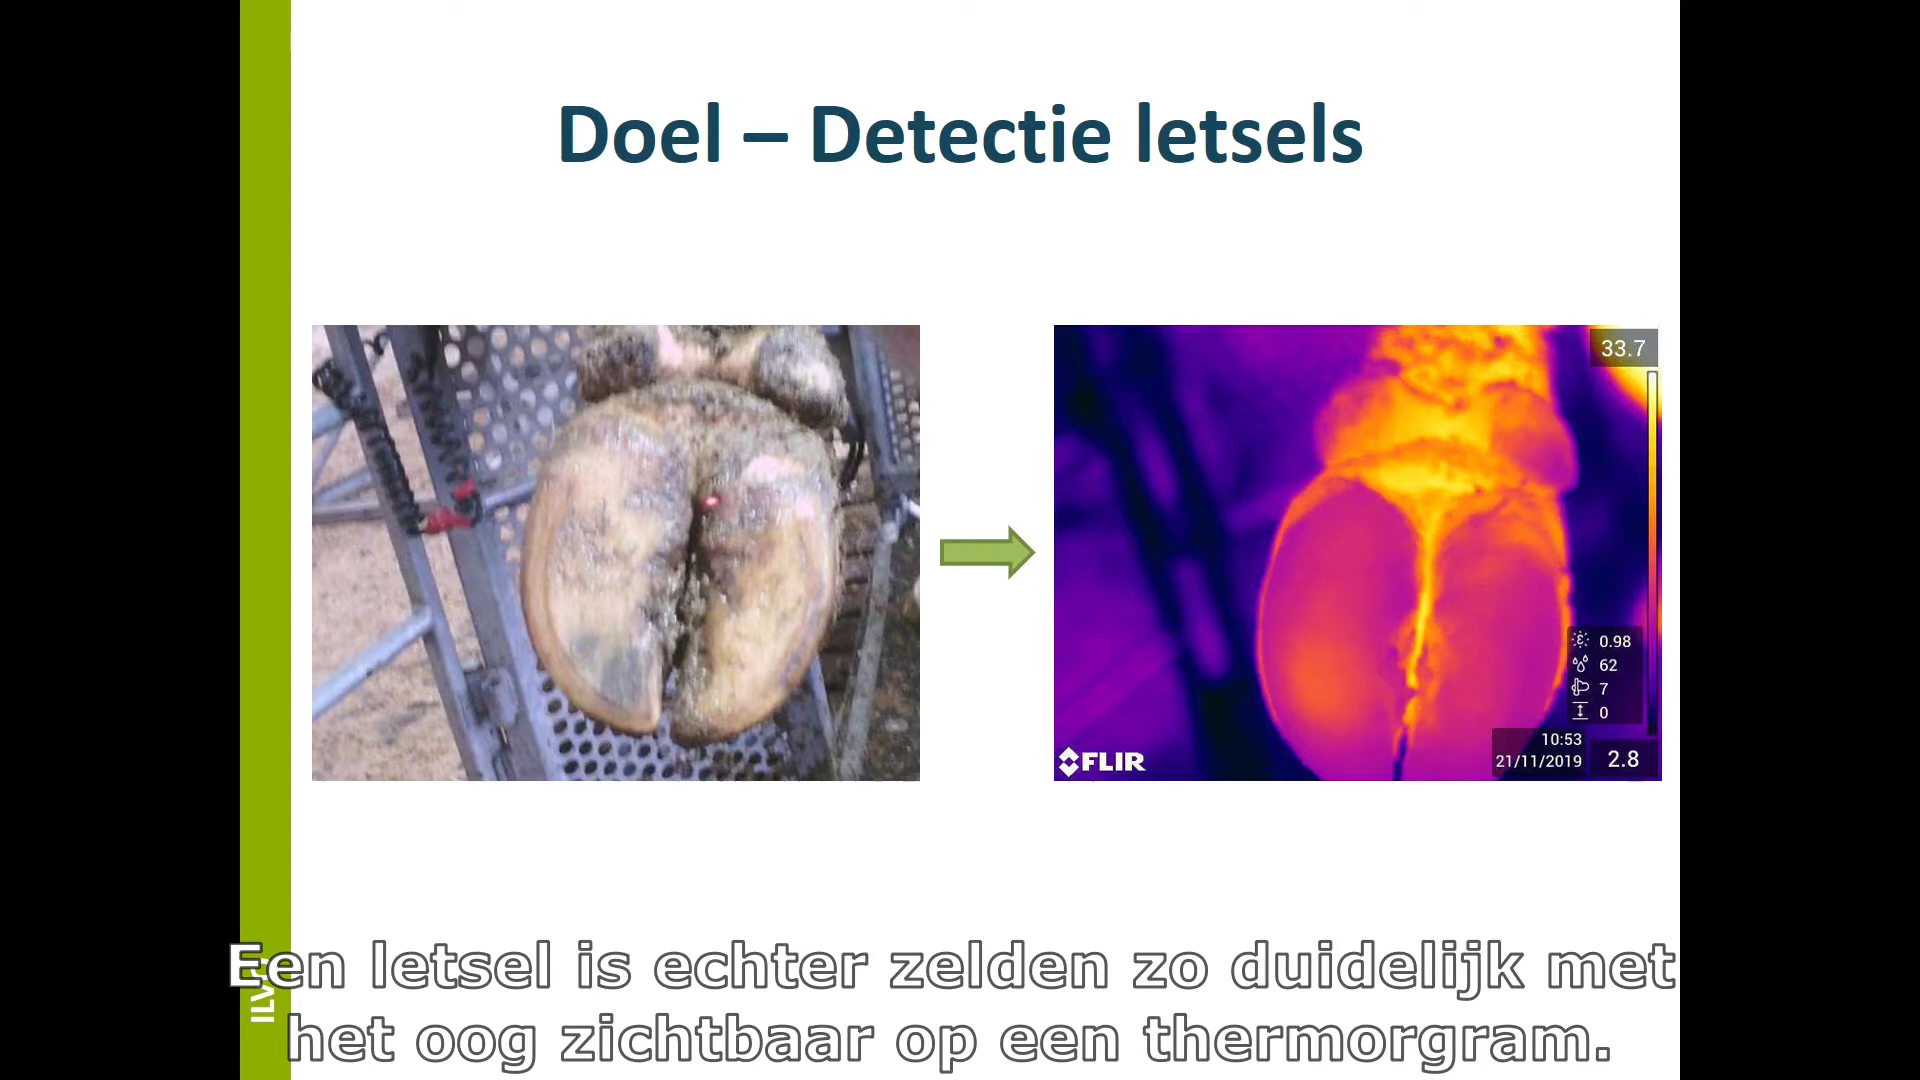 Doel – Detectie letsels
33.7
0.98
62
7
0
10:53
21/11/2019
2.8
FLIR
Een letsel is echter zelden zo duidelijk met
het oog zichtbaar op een thermorgram.